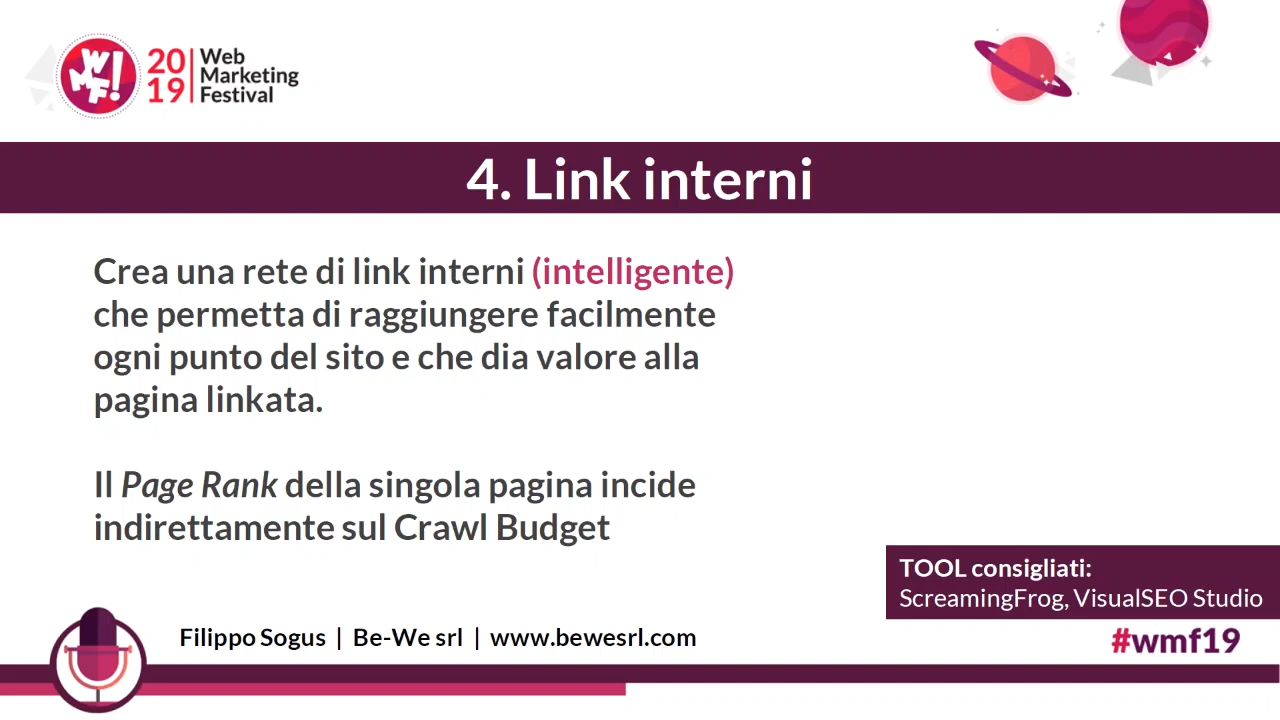 WMF!
2019
Web
Marketing
Festival
4. Link interni
Crea una rete di link interni (intelligente)
che permetta di raggiungere facilmente
ogni punto del sito e che dia valore alla
pagina linkata.
Il Page Rank della singola pagina incide
indirettamente sul Crawl Budget
TOOL consigliati:
ScreamingFrog, VisualSEO Studio
Filippo Sogus | Be-We srl | www.bewesrl.com
#wmf19